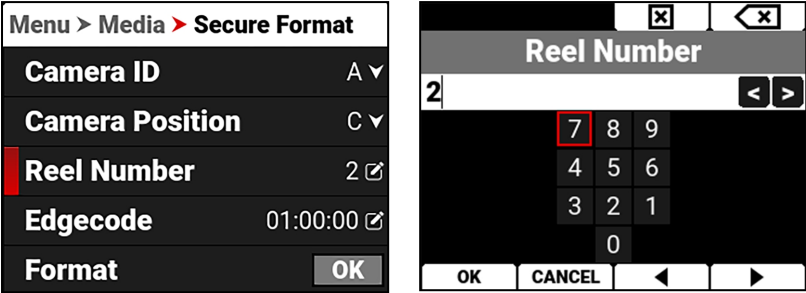 Menu > Media > Secure Format
Camera ID A
Camera Position C
Reel Number 2
Edgecode 01:00:00
Format OK
Reel Number
2 < >
7 8 9
4 5 6
3 2 1
0
OK CANCEL